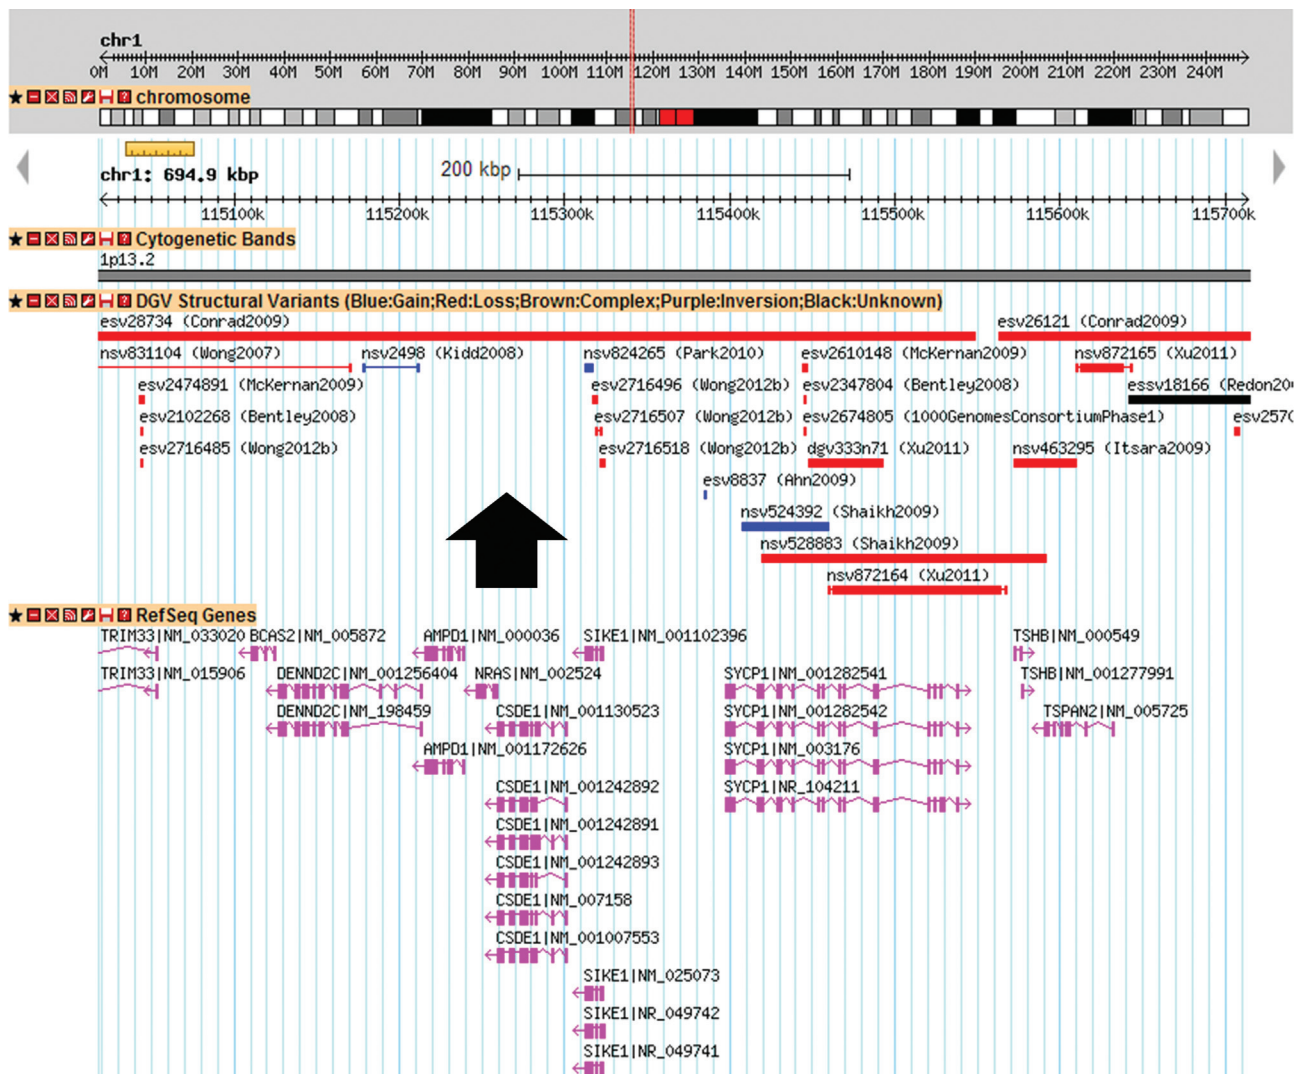 chr1
0M 10M 20M 30M 40M 50M 60M 70M 80M 90M 100M 110M 120M 130M 140M 150M 160M 170M 180M 190M 200M 210M 220M 230M 240M
chromosome
200 kbp
chr1: 694.9 kbp
115100k 115200k 115300k 115400k 115500k 115600k 115700k
Cytogenetic Bands
1p13.2
DGV Structural Variants (Blue:Gain;Red:Loss;Brown:Complex;Purple:Inversion;Black:Unknown)
esv28734 (Conrad2009) esv26121 (Conrad2009)
nsv831104 (Wong2007) nsv2498 (Kidd2008) nsv824265 (Park2010) esv2610148 (McKernan2009) nsv872165 (Xu2011)
esv2474891 (McKernan2009) esv2716496 (Wong2012b) esv2347804 (Bentley2008) essv18166 (Redon20
esv2102268 (Bentley2008) esv2716507 (Wong2012b) esv2674805 (1000GenomesConsortiumPhase1) esv257(
esv2716485 (Wong2012b) esv2716518 (Wong2012b) dgv333n71 (Xu2011) nsv463295 (Itsara2009)
esv8837 (Ahn2009)
nsv524392 (Shaikh2009)
nsv528883 (Shaikh2009)
nsv872164 (Xu2011)
RefSeq Genes
TRIM33|NM_033020 BCAS2|NM_005872 AMPD1|NM_000036 SIKE1|NM_001102396 TSHB|NM_000549
TRIM33|NM_015906 DENND2C|NM_001256404 NRAS|NM_002524 SYCP1|NM_001282541 TSHB|NM_001277991
DENND2C|NM_198459 CSDE1|NM_001130523 SYCP1|NM_001282542 TSPAN2|NM_005725
AMPD1|NM_001172626 SYCP1|NM_003176
CSDE1|NM_001242892 SYCP1|NR_104211
CSDE1|NM_001242891
CSDE1|NM_001242893
CSDE1|NM_007158
CSDE1|NM_001007553
SIKE1|NM_025073
SIKE1|NR_049742
SIKE1|NR_049741